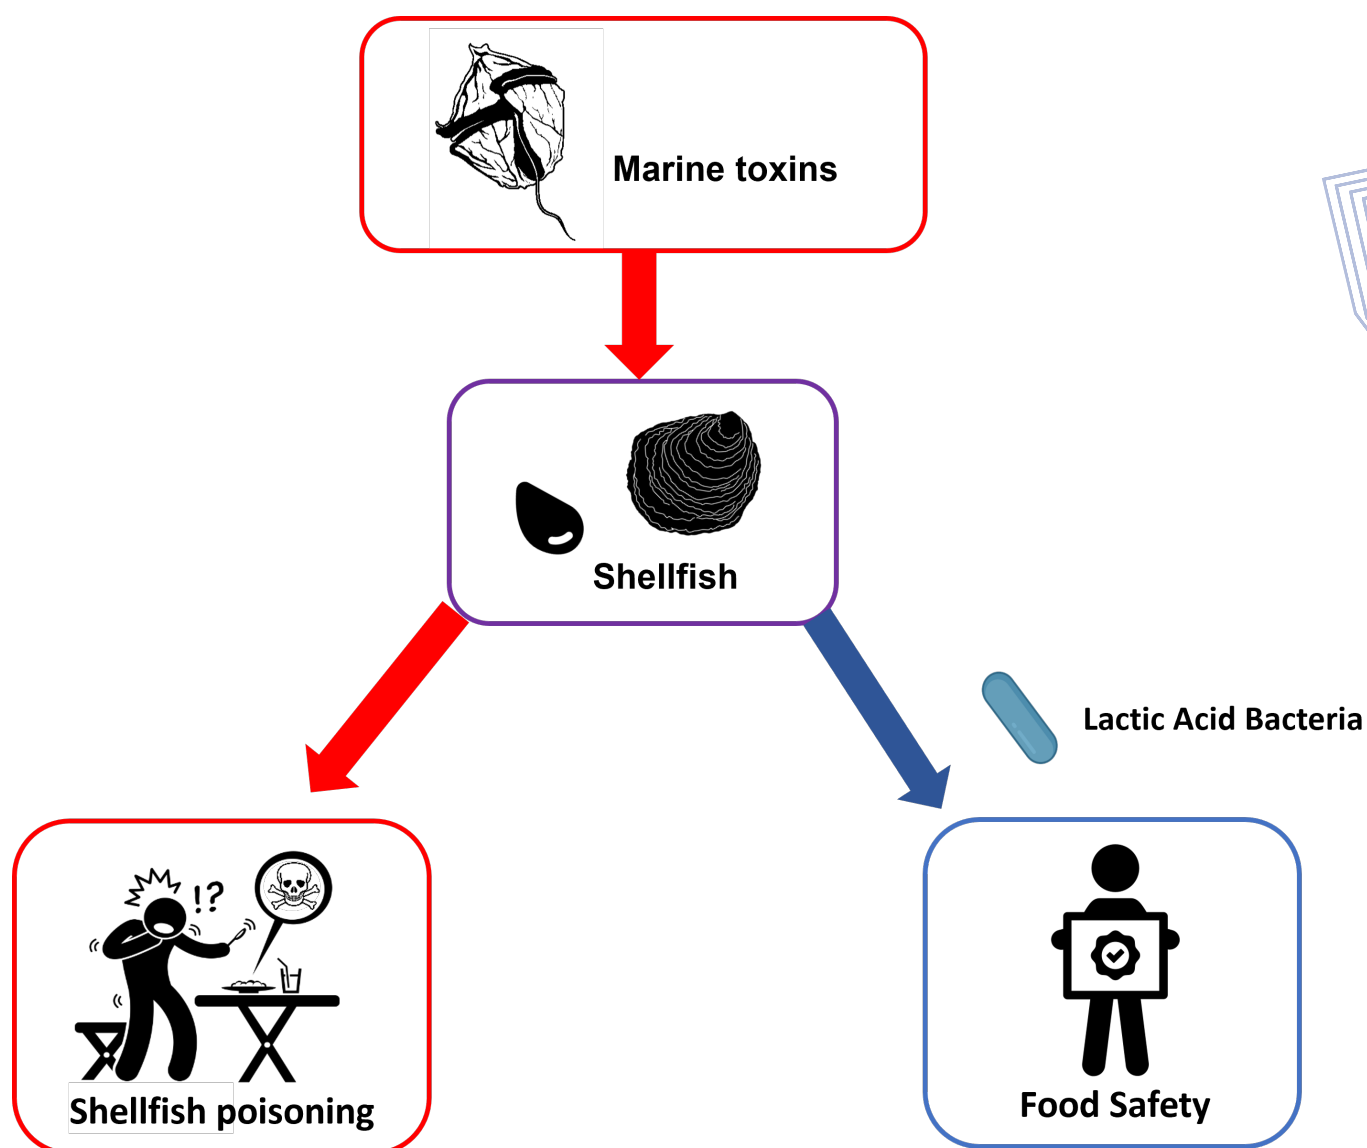 Marine toxins
Shellfish
Lactic Acid Bacteria
!?
Shellfish poisoning
Food Safety